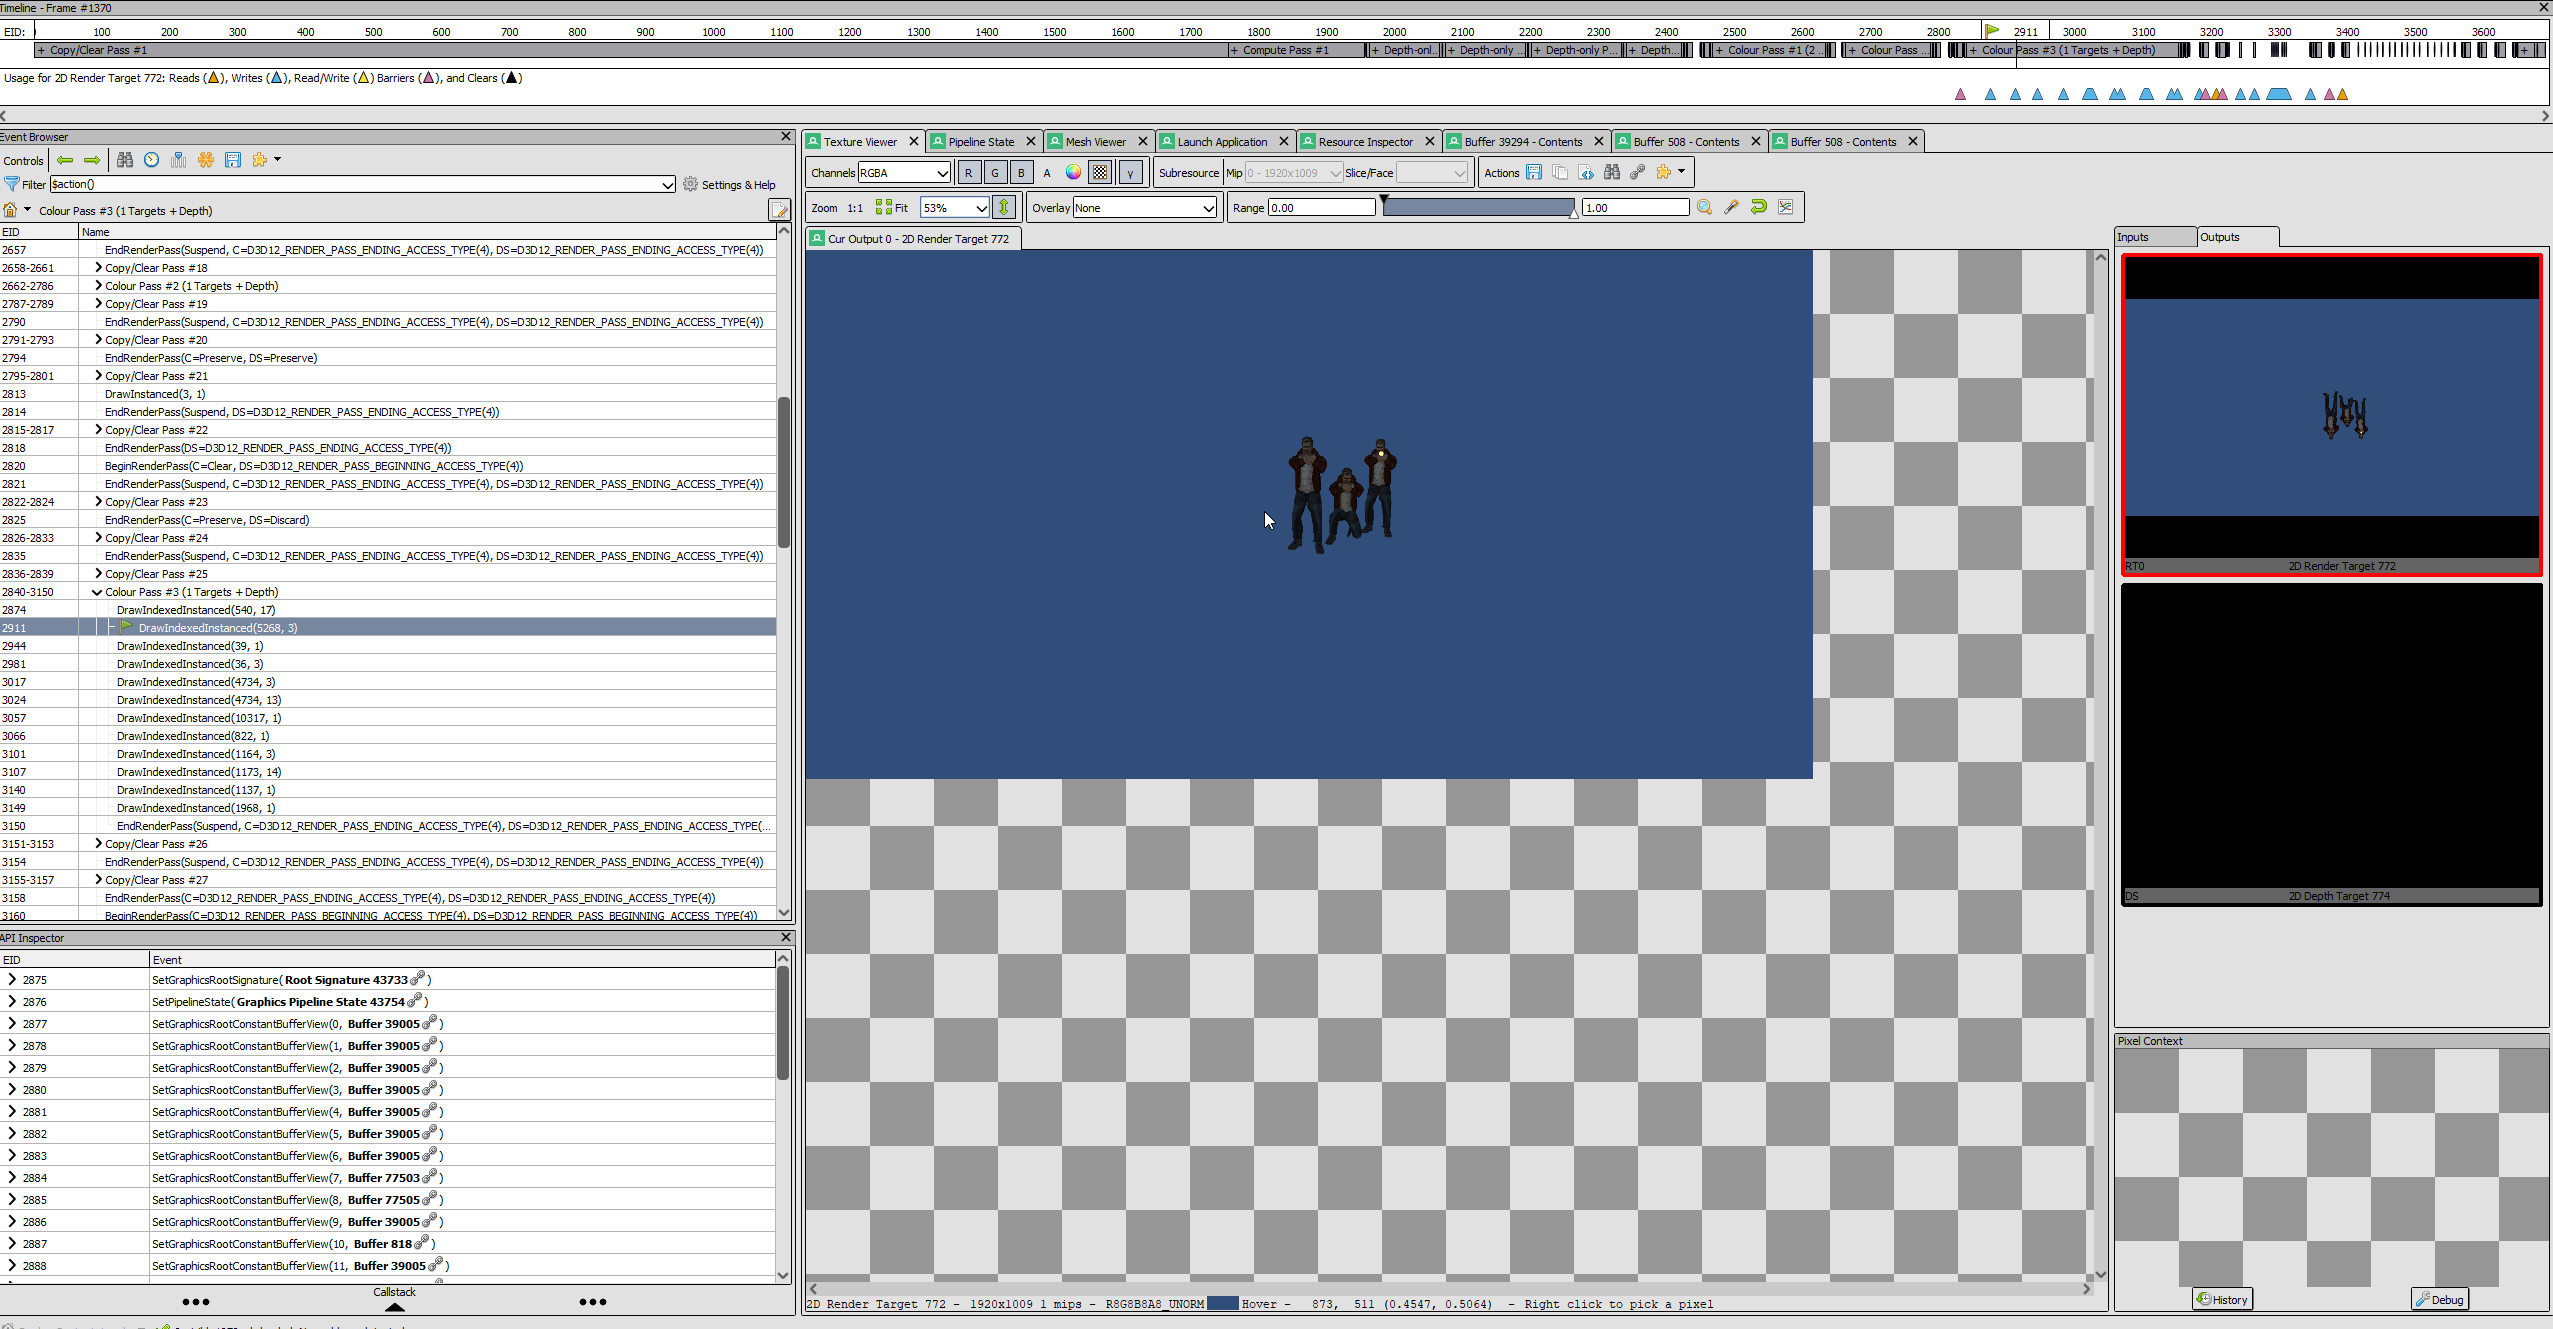 Timeline - Frame #1370
EID: 100 200 300 400 500 600 700 800 900 1000 1100 1200 1300 1400 1500 1600 1700 1800 1900 2000 2100 2200 2300 2400 2500 2600 2700 2800 2911 3000 3100 3200 3300 3400 3500 3600
+ Copy/Clear Pass #1 + Compute Pass #1 + Depth-onl... + Depth-only ... + Depth-only P... + Depth... + Colour Pass #1 (2 ... + Colour Pass ... + Colour Pass #3 (1 Targets + Depth) +
Usage for 2D Render Target 772: Reads ( ), Writes ( ), Read/Write ( ) Barriers ( ), and Clears ( )
Event Browser
Controls
Filter $action() Settings & Help
Colour Pass #3 (1 Targets + Depth)
EID Name
2657 EndRenderPass(Suspend, C=D3D12_RENDER_PASS_ENDING_ACCESS_TYPE(4), DS=D3D12_RENDER_PASS_ENDING_ACCESS_TYPE(4))
2658-2661 Copy/Clear Pass #18
2662-2786 Colour Pass #2 (1 Targets + Depth)
2787-2789 Copy/Clear Pass #19
2790 EndRenderPass(Suspend, C=D3D12_RENDER_PASS_ENDING_ACCESS_TYPE(4), DS=D3D12_RENDER_PASS_ENDING_ACCESS_TYPE(4))
2791-2793 Copy/Clear Pass #20
2794 EndRenderPass(C=Preserve, DS=Preserve)
2795-2801 Copy/Clear Pass #21
2813 DrawInstanced(3, 1)
2814 EndRenderPass(Suspend, DS=D3D12_RENDER_PASS_ENDING_ACCESS_TYPE(4))
2815-2817 Copy/Clear Pass #22
2818 EndRenderPass(DS=D3D12_RENDER_PASS_ENDING_ACCESS_TYPE(4))
2820 BeginRenderPass(C=Clear, DS=D3D12_RENDER_PASS_BEGINNING_ACCESS_TYPE(4))
2821 EndRenderPass(Suspend, C=D3D12_RENDER_PASS_ENDING_ACCESS_TYPE(4), DS=D3D12_RENDER_PASS_ENDING_ACCESS_TYPE(4))
2822-2824 Copy/Clear Pass #23
2825 EndRenderPass(C=Preserve, DS=Discard)
2826-2833 Copy/Clear Pass #24
2835 EndRenderPass(Suspend, C=D3D12_RENDER_PASS_ENDING_ACCESS_TYPE(4), DS=D3D12_RENDER_PASS_ENDING_ACCESS_TYPE(4))
2836-2839 Copy/Clear Pass #25
2840-3150 Colour Pass #3 (1 Targets + Depth)
2874 DrawIndexedInstanced(540, 17)
2911 DrawIndexedInstanced(5268, 3)
2944 DrawIndexedInstanced(39, 1)
2981 DrawIndexedInstanced(36, 3)
3017 DrawIndexedInstanced(4734, 3)
3024 DrawIndexedInstanced(4734, 13)
3057 DrawIndexedInstanced(10317, 1)
3066 DrawIndexedInstanced(822, 1)
3101 DrawIndexedInstanced(1164, 3)
3107 DrawIndexedInstanced(1173, 14)
3140 DrawIndexedInstanced(1137, 1)
3149 DrawIndexedInstanced(1968, 1)
3150 EndRenderPass(Suspend, C=D3D12_RENDER_PASS_ENDING_ACCESS_TYPE(4), DS=D3D12_RENDER_PASS_ENDING_ACCESS_TYPE(...
3151-3153 Copy/Clear Pass #26
3154 EndRenderPass(Suspend, C=D3D12_RENDER_PASS_ENDING_ACCESS_TYPE(4), DS=D3D12_RENDER_PASS_ENDING_ACCESS_TYPE(4))
3155-3157 Copy/Clear Pass #27
3158 EndRenderPass(C=D3D12_RENDER_PASS_ENDING_ACCESS_TYPE(4), DS=D3D12_RENDER_PASS_ENDING_ACCESS_TYPE(4))
3160 BeginRenderPass(C=D3D12_RENDER_PASS_BEGINNING_ACCESS_TYPE(4), DS=D3D12_RENDER_PASS_BEGINNING_ACCESS_TYPE(4))
API Inspector
EID Event
2875 SetGraphicsRootSignature( Root Signature 43733 )
2876 SetPipelineState( Graphics Pipeline State 43754 )
2877 SetGraphicsRootConstantBufferView(0, Buffer 39005 )
2878 SetGraphicsRootConstantBufferView(1, Buffer 39005 )
2879 SetGraphicsRootConstantBufferView(2, Buffer 39005 )
2880 SetGraphicsRootConstantBufferView(3, Buffer 39005 )
2881 SetGraphicsRootConstantBufferView(4, Buffer 39005 )
2882 SetGraphicsRootConstantBufferView(5, Buffer 39005 )
2883 SetGraphicsRootConstantBufferView(6, Buffer 39005 )
2884 SetGraphicsRootConstantBufferView(7, Buffer 77503 )
2885 SetGraphicsRootConstantBufferView(8, Buffer 77505 )
2886 SetGraphicsRootConstantBufferView(9, Buffer 39005 )
2887 SetGraphicsRootConstantBufferView(10, Buffer 818 )
2888 SetGraphicsRootConstantBufferView(11, Buffer 39005 )
Callstack
Texture Viewer Pipeline State Mesh Viewer Launch Application Resource Inspector Buffer 39294 - Contents Buffer 508 - Contents Buffer 508 - Contents
Channels RGBA R G B A γ Subresource Mip 0 - 1920x1009 Slice/Face Actions
Zoom 1:1 Fit 53% Overlay None Range 0.00 1.00
Cur Output 0 - 2D Render Target 772
2D Render Target 772 - 1920x1009 1 mips - R8G8B8A8_UNORM Hover - 873, 511 (0.4547, 0.5064) - Right click to pick a pixel
Inputs Outputs
RT0 2D Render Target 772
DS 2D Depth Target 774
Pixel Context
History Debug